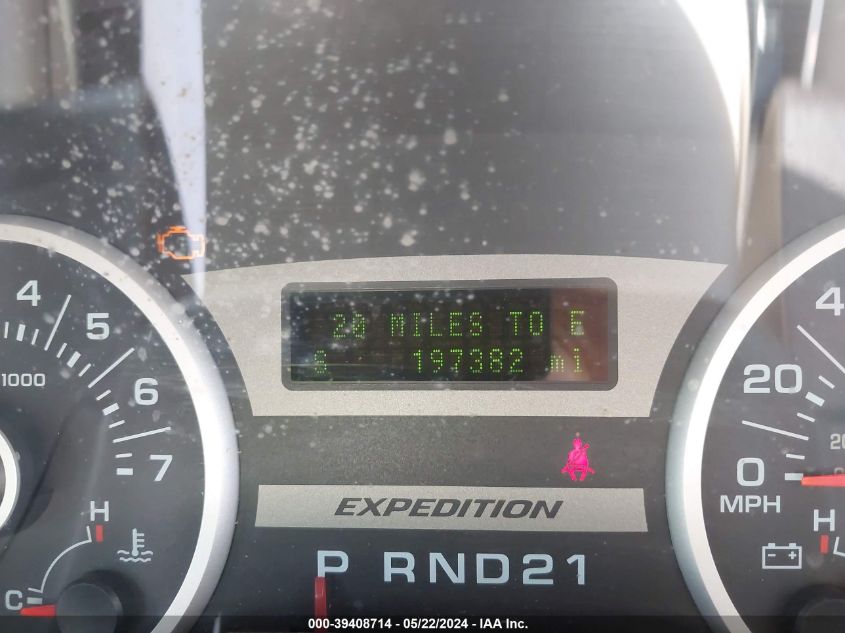 20 MILES TO E
197382 mi
4
5
6
7
1000
H
C
EXPEDITION
P RND21
4
20
0
MPH
H
000-39408714 - 05/22/2024 - IAA Inc.